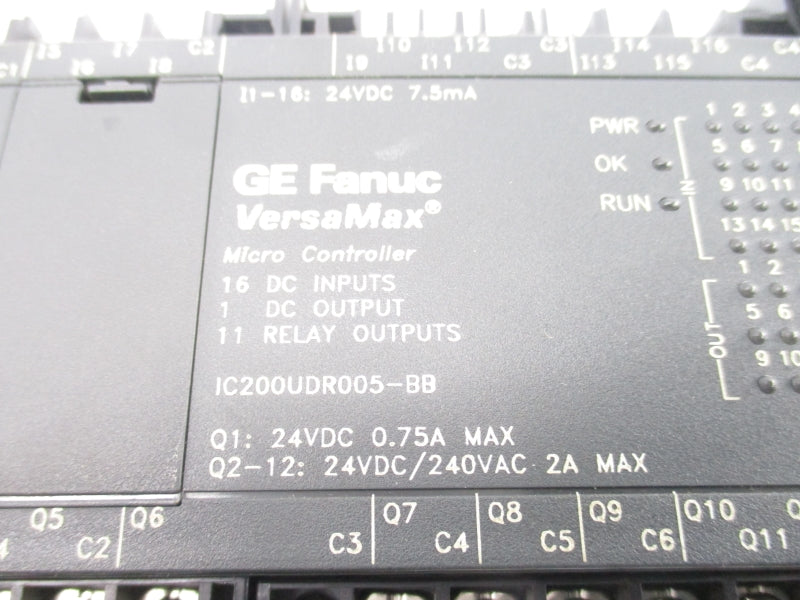 I5 I7 C2 I10 I12 C3 I14 I16 C4
I6 I8 I9 I11 C3 I13 I15 C4
I1-16: 24VDC 7.5mA
1 2 3 4
PWR
5 6 7
OK
IN
9 10 11
RUN
13 14 15
GE Fanuc
VersaMax®
Micro Controller
16 DC INPUTS
1 DC OUTPUT
11 RELAY OUTPUTS
1 2
5 6
OUT
9 10
IC200UDR005-BB
Q1: 24VDC 0.75A MAX
Q2-12: 24VDC/240VAC 2A MAX
Q5 Q6 Q7 Q8 Q9 Q10
C2 C3 C4 C5 C6 Q11